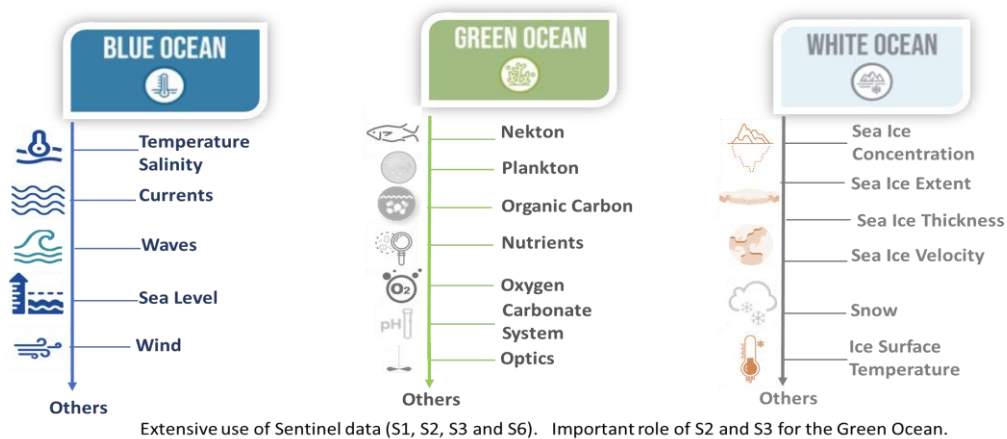 BLUE OCEAN
Temperature
Salinity
Currents
Waves
Sea Level
Wind
Others
GREEN OCEAN
Nekton
Plankton
Organic Carbon
Nutrients
O₂
Oxygen
pH
Carbonate
System
Optics
Others
WHITE OCEAN
Sea Ice
Concentration
Sea Ice Extent
Sea Ice Thickness
Sea Ice Velocity
Snow
Ice Surface
Temperature
Others
Extensive use of Sentinel data (S1, S2, S3 and S6). Important role of S2 and S3 for the Green Ocean.